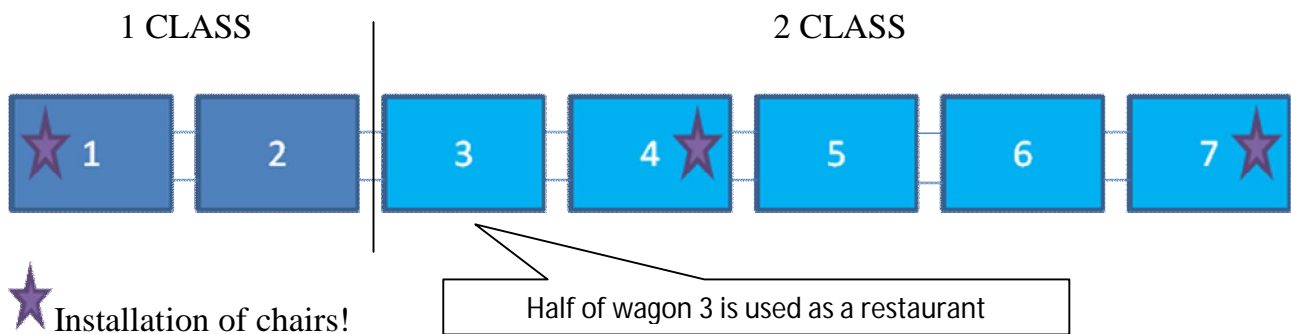 1 CLASS 2 CLASS
1 2 3 4 5 6 7
Half of wagon 3 is used as a restaurant
Installation of chairs!